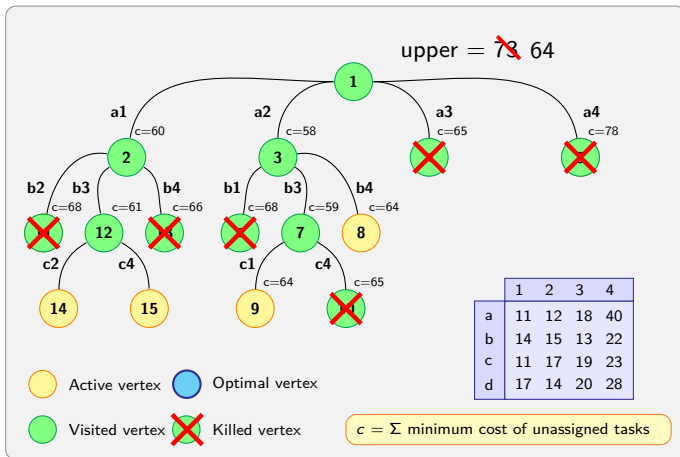 upper = 73 64
1
a1 a2 a3 a4
c=60 c=58 c=65 c=78
2 3
b2 b3 b4 b1 b3 b4
c=68 c=61 c=66 c=68 c=59 c=64
12 7 8
c2 c4 c1 c4
c=64 c=65
14 15 9
1 2 3 4
a 11 12 18 40
b 14 15 13 22
c 11 17 19 23
d 17 14 20 28
Active vertex Optimal vertex
Visited vertex Killed vertex
c = Σ minimum cost of unassigned tasks